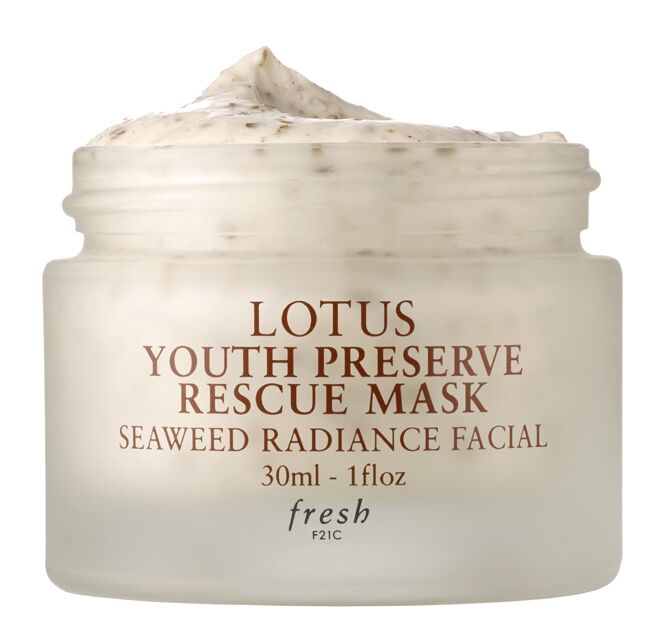 LOTUS
YOUTH PRESERVE
RESCUE MASK
SEAWEED RADIANCE FACIAL
30ml - 1floz
fresh
F21C